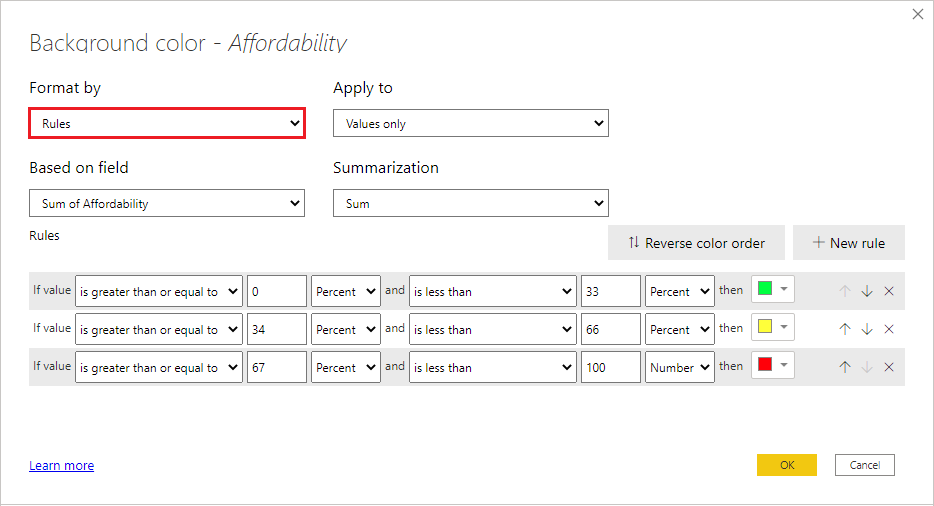 Background color - Affordability
Format by
Apply to
Rules
Values only
Based on field
Summarization
Sum of Affordability
Sum
Rules
Reverse color order
New rule
If value is greater than or equal to 0 Percent and is less than 33 Percent then
If value is greater than or equal to 34 Percent and is less than 66 Percent then
If value is greater than or equal to 67 Percent and is less than 100 Number then
Learn more
OK
Cancel